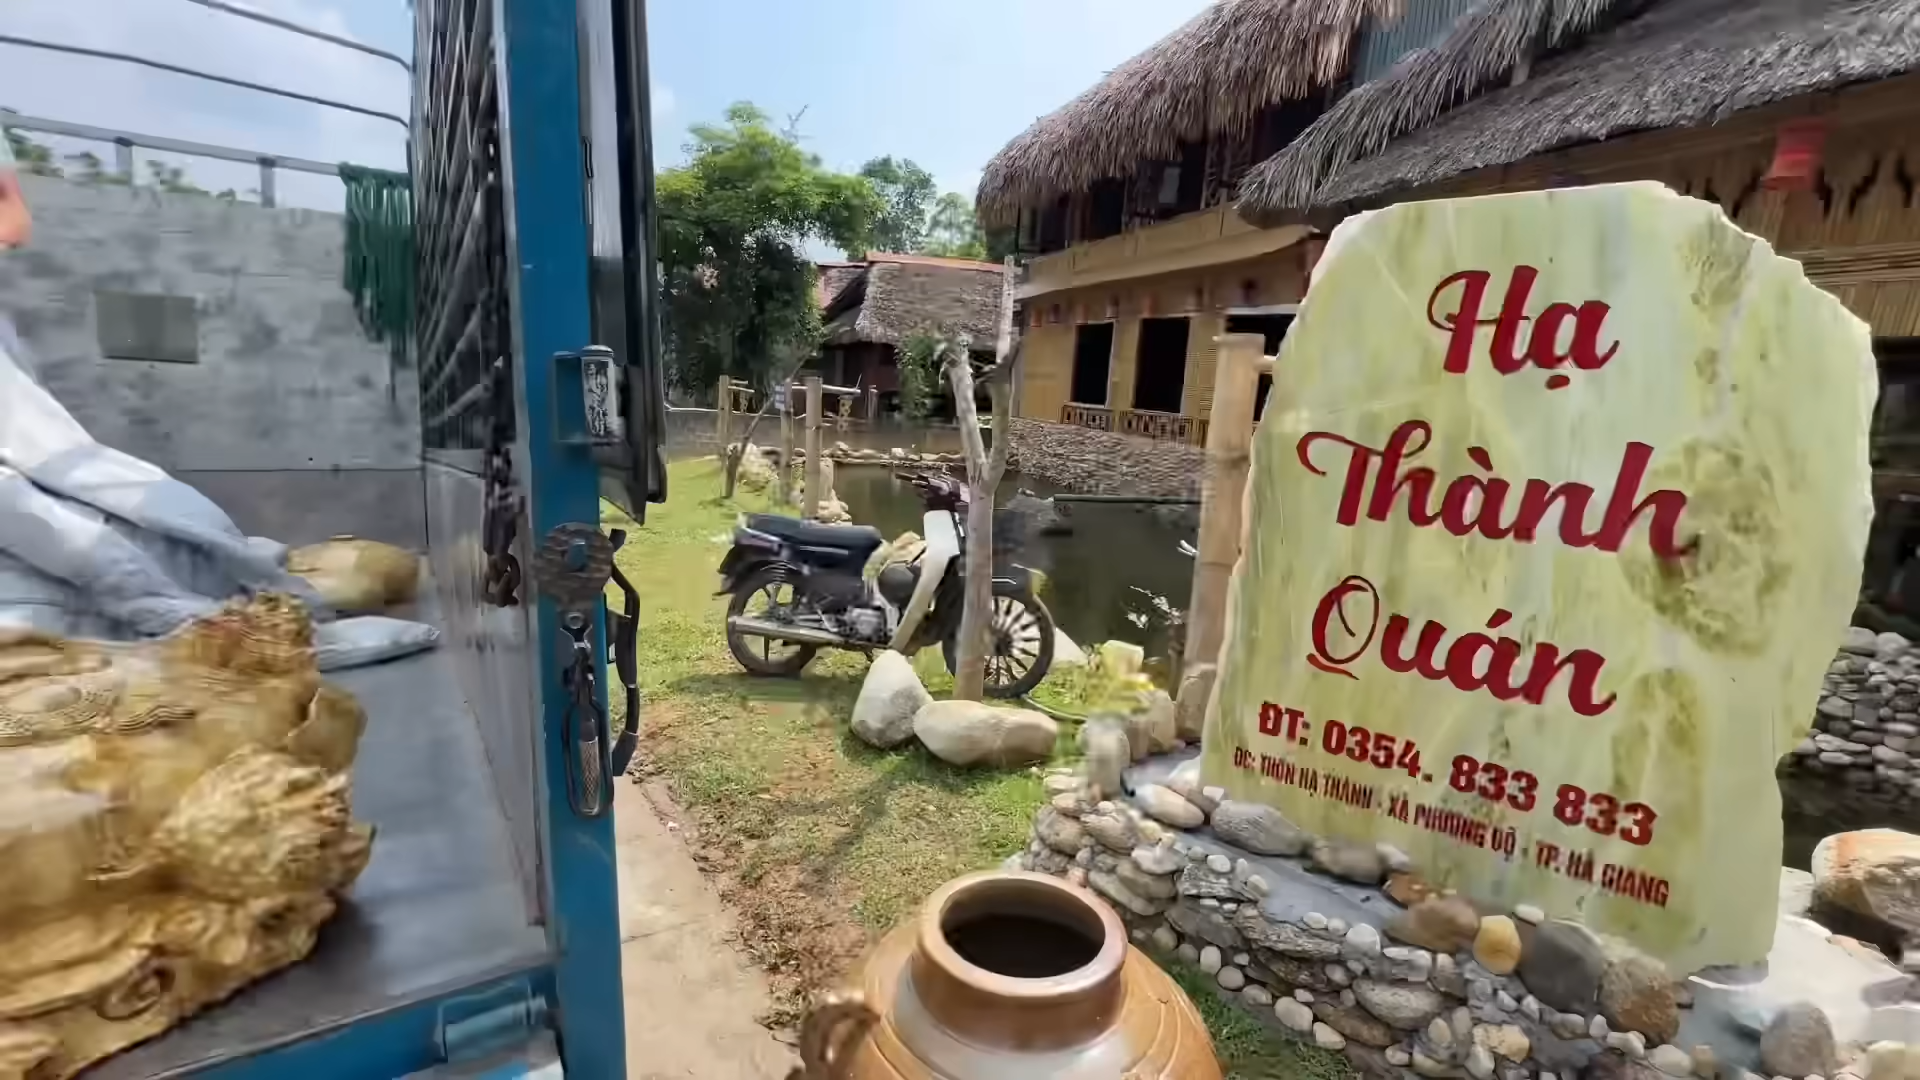 Hạ
Thành
Quán
ĐT: 0354. 833 833
ĐC: THÔN HẠ THÀNH - XÃ PHƯƠNG ĐỘ - TP. HÀ GIANG